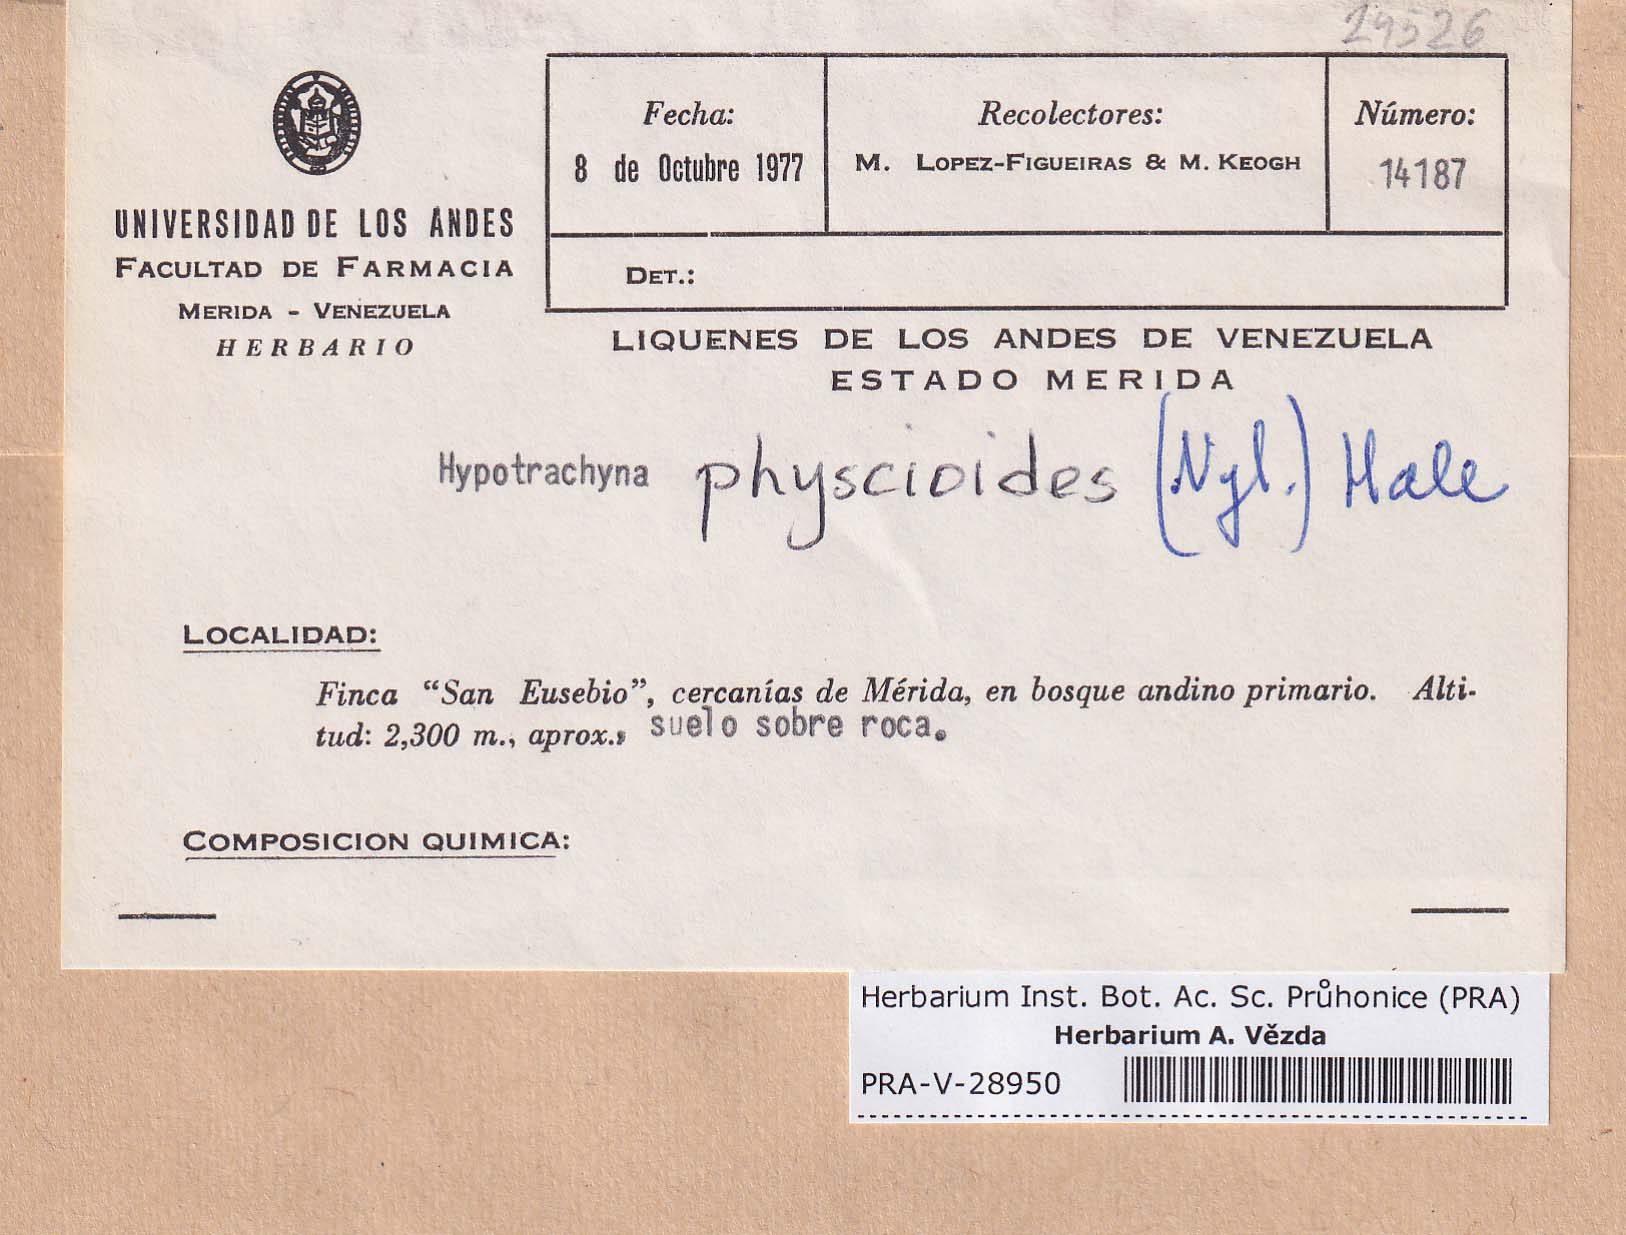 29526
UNIVERSIDAD DE LOS ANDES
FACULTAD DE FARMACIA
MERIDA - VENEZUELA
HERBARIO
Fecha:
8 de Octubre 1977
Recolectores:
M. LOPEZ-FIGUEIRAS & M. KEOGH
Número:
14187
DET.:
LIQUENES DE LOS ANDES DE VENEZUELA
ESTADO MERIDA
Hypotrachyna physcioides (Nyl.) Hale
LOCALIDAD:
Finca “San Eusebio”, cercanías de Mérida, en bosque andino primario. Alti-
tud: 2,300 m., aprox., suelo sobre roca.
COMPOSICION QUIMICA:
Herbarium Inst. Bot. Ac. Sc. Průhonice (PRA)
Herbarium A. Vězda
PRA-V-28950